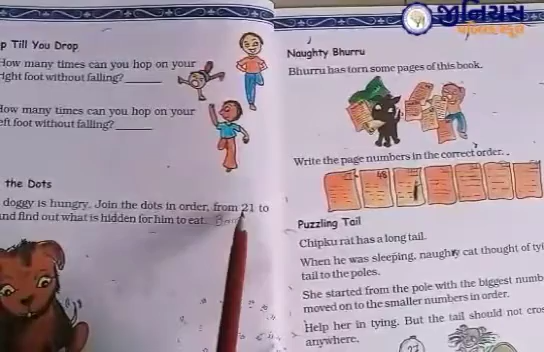 p Till You Drop
How many times can you hop on your
ight foot without falling?
How many times can you hop on your
eft foot without falling?
the Dots
doggy is hungry. Join the dots in order, from 21 to
nd find out what is hidden for him to eat.
જીનિયસ
Naughty Bhurru
Bhurru has torn some pages of this book.
Write the page numbers in the correct order.
Puzzling Tail
Chipku rat has a long tail.
When he was sleeping, naughty cat thought of tyi
tail to the poles.
She started from the pole with the biggest numb
moved on to the smaller numbers in order.
Help her in tying. But the tail should not cros
anywhere.
27